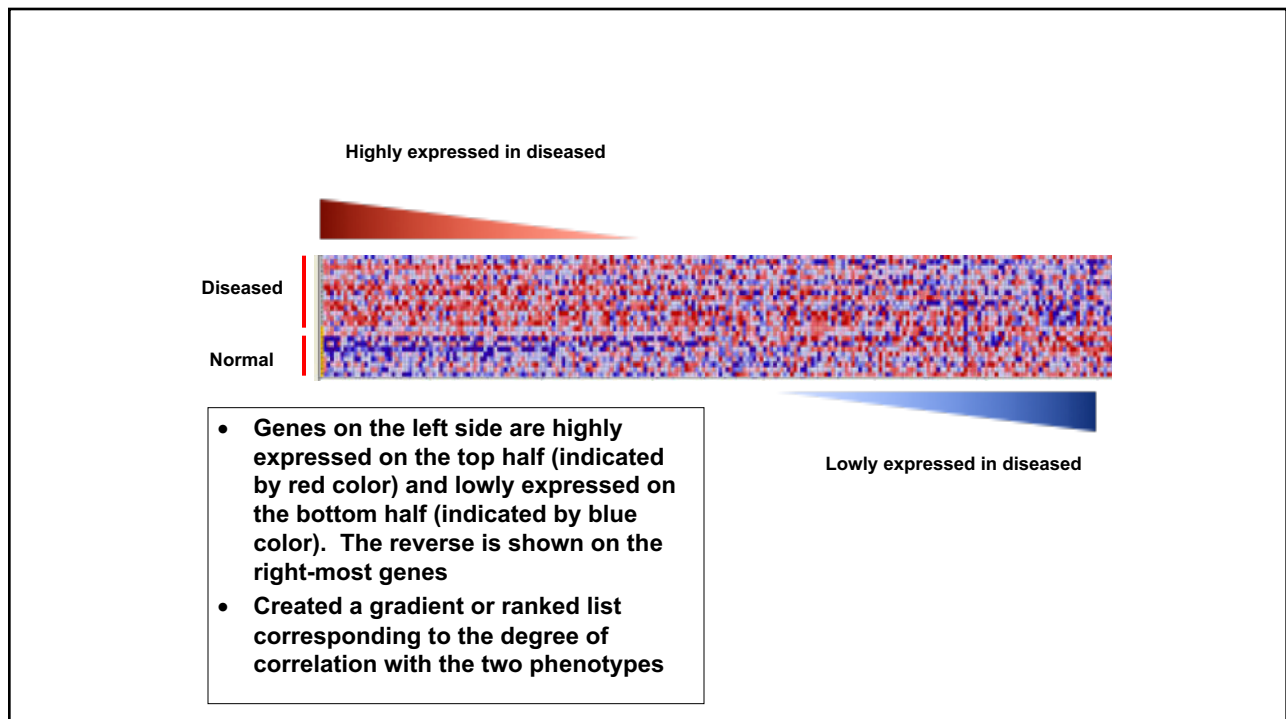 Highly expressed in diseased
Diseased
Normal
• Genes on the left side are highly
expressed on the top half (indicated
by red color) and lowly expressed on
the bottom half (indicated by blue
color).  The reverse is shown on the
right-most genes
• Created a gradient or ranked list
corresponding to the degree of
correlation with the two phenotypes
Lowly expressed in diseased